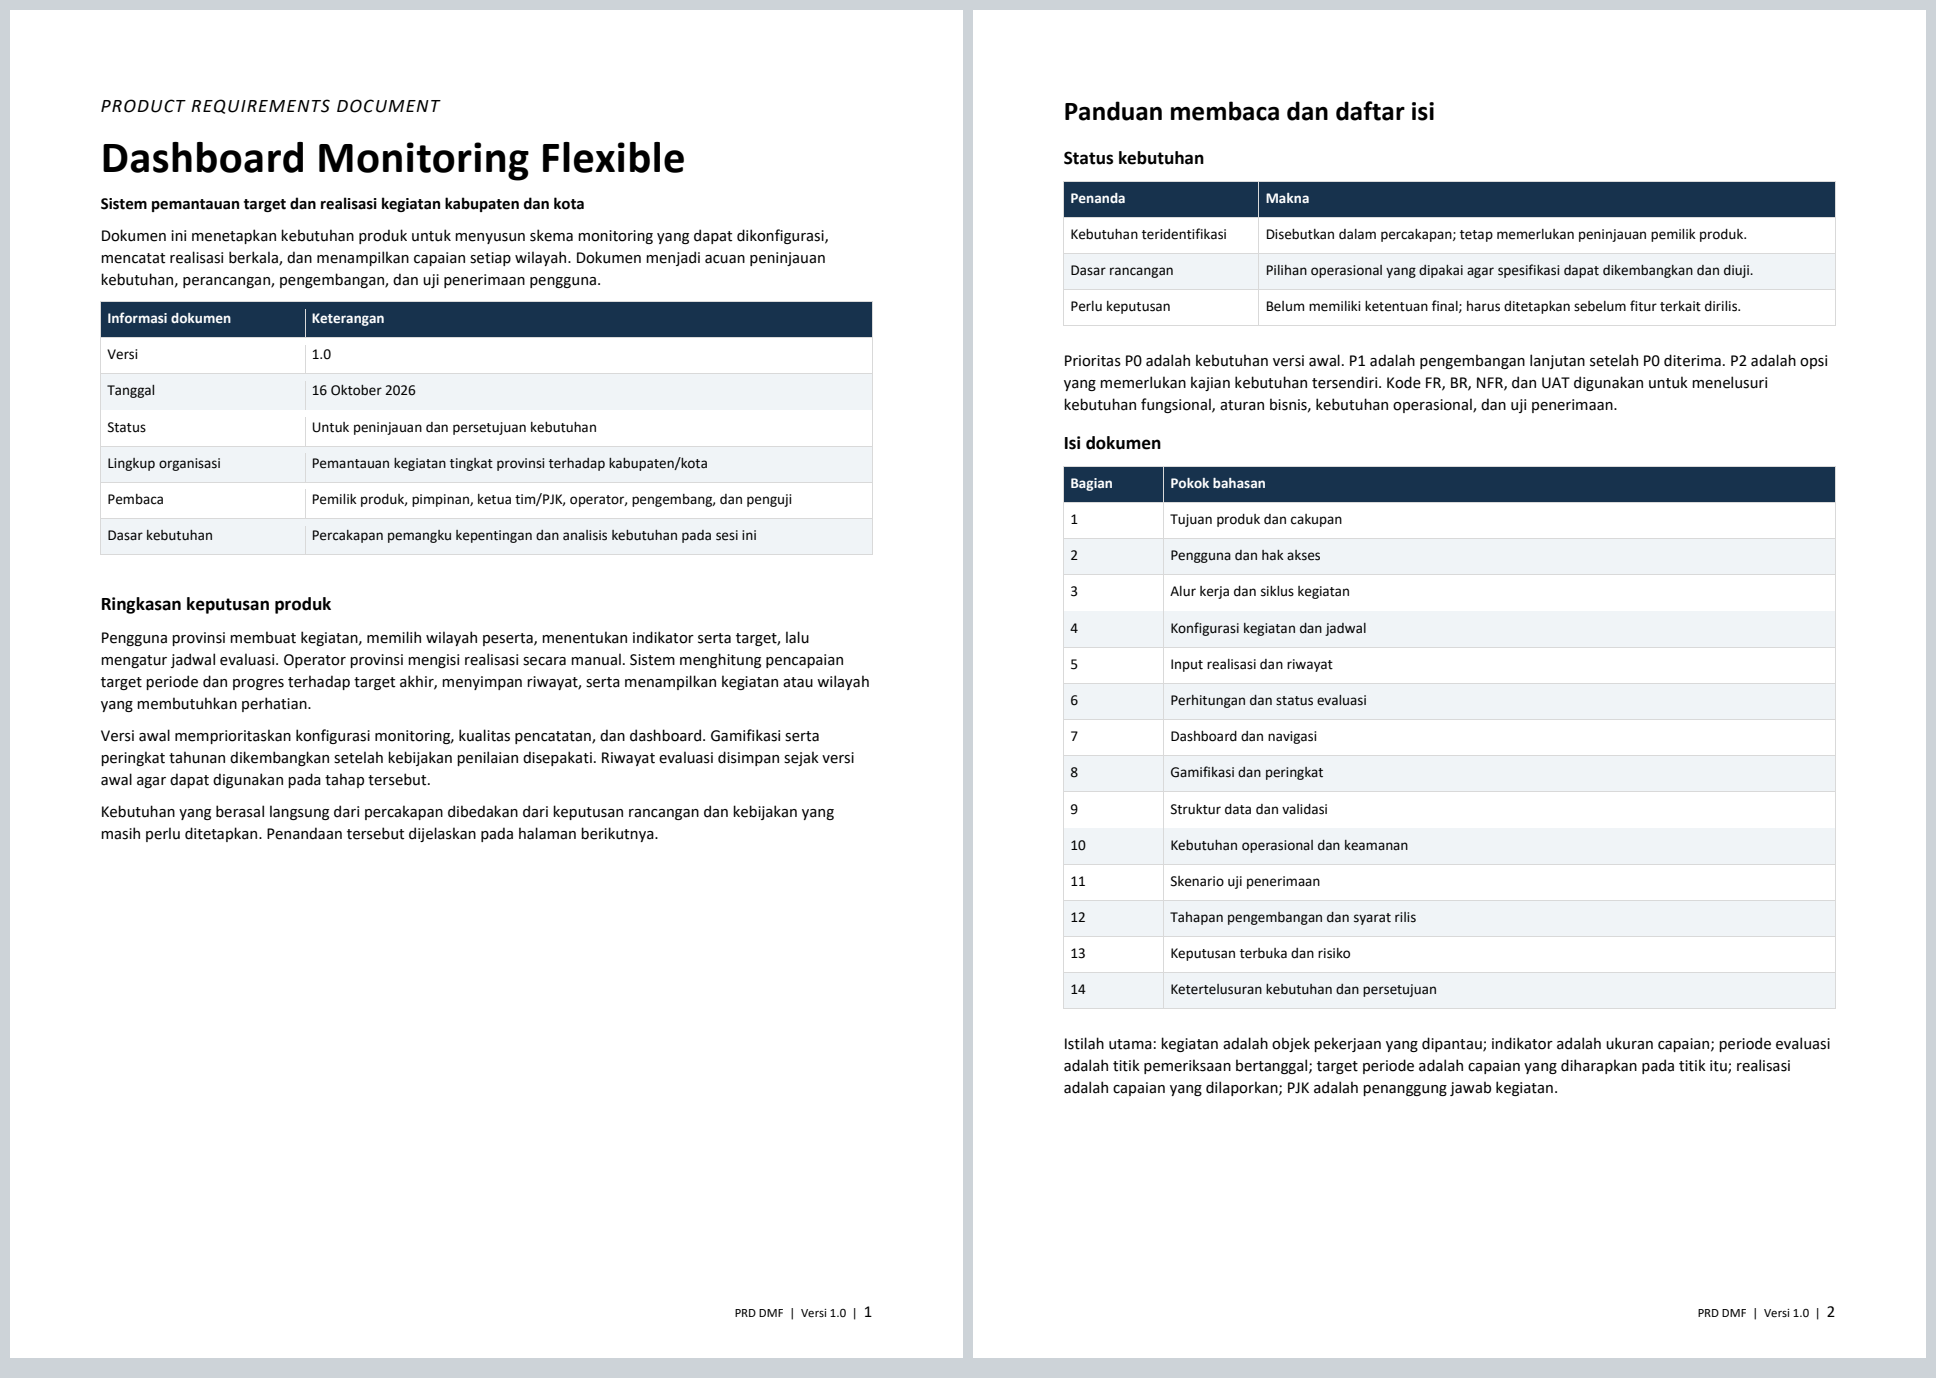 PRODUCT REQUIREMENTS DOCUMENT
Dashboard Monitoring Flexible
Sistem pemantauan target dan realisasi kegiatan kabupaten dan kota
Dokumen ini menetapkan kebutuhan produk untuk menyusun skema monitoring yang dapat dikonfigurasi,
mencatat realisasi berkala, dan menampilkan capaian setiap wilayah. Dokumen menjadi acuan peninjauan
kebutuhan, perancangan, pengembangan, dan uji penerimaan pengguna.
Informasi dokumen Keterangan
Versi 1.0
Tanggal 16 Oktober 2026
Status Untuk peninjauan dan persetujuan kebutuhan
Lingkup organisasi Pemantauan kegiatan tingkat provinsi terhadap kabupaten/kota
Pembaca Pemilik produk, pimpinan, ketua tim/PJK, operator, pengembang, dan penguji
Dasar kebutuhan Percakapan pemangku kepentingan dan analisis kebutuhan pada sesi ini
Ringkasan keputusan produk
Pengguna provinsi membuat kegiatan, memilih wilayah peserta, menentukan indikator serta target, lalu
mengatur jadwal evaluasi. Operator provinsi mengisi realisasi secara manual. Sistem menghitung pencapaian
target periode dan progres terhadap target akhir, menyimpan riwayat, serta menampilkan kegiatan atau wilayah
yang membutuhkan perhatian.
Versi awal memprioritaskan konfigurasi monitoring, kualitas pencatatan, dan dashboard. Gamifikasi serta
peringkat tahunan dikembangkan setelah kebijakan penilaian disepakati. Riwayat evaluasi disimpan sejak versi
awal agar dapat digunakan pada tahap tersebut.
Kebutuhan yang berasal langsung dari percakapan dibedakan dari keputusan rancangan dan kebijakan yang
masih perlu ditetapkan. Penandaan tersebut dijelaskan pada halaman berikutnya.
PRD DMF | Versi 1.0 | 1
Panduan membaca dan daftar isi
Status kebutuhan
Penanda Makna
Kebutuhan teridentifikasi Disebutkan dalam percakapan; tetap memerlukan peninjauan pemilik produk.
Dasar rancangan Pilihan operasional yang dipakai agar spesifikasi dapat dikembangkan dan diuji.
Perlu keputusan Belum memiliki ketentuan final; harus ditetapkan sebelum fitur terkait dirilis.
Prioritas P0 adalah kebutuhan versi awal. P1 adalah pengembangan lanjutan setelah P0 diterima. P2 adalah opsi
yang memerlukan kajian kebutuhan tersendiri. Kode FR, BR, NFR, dan UAT digunakan untuk menelusuri
kebutuhan fungsional, aturan bisnis, kebutuhan operasional, dan uji penerimaan.
Isi dokumen
Bagian Pokok bahasan
1 Tujuan produk dan cakupan
2 Pengguna dan hak akses
3 Alur kerja dan siklus kegiatan
4 Konfigurasi kegiatan dan jadwal
5 Input realisasi dan riwayat
6 Perhitungan dan status evaluasi
7 Dashboard dan navigasi
8 Gamifikasi dan peringkat
9 Struktur data dan validasi
10 Kebutuhan operasional dan keamanan
11 Skenario uji penerimaan
12 Tahapan pengembangan dan syarat rilis
13 Keputusan terbuka dan risiko
14 Ketertelusuran kebutuhan dan persetujuan
Istilah utama: kegiatan adalah objek pekerjaan yang dipantau; indikator adalah ukuran capaian; periode evaluasi
adalah titik pemeriksaan bertanggal; target periode adalah capaian yang diharapkan pada titik itu; realisasi
adalah capaian yang dilaporkan; PJK adalah penanggung jawab kegiatan.
PRD DMF | Versi 1.0 | 2